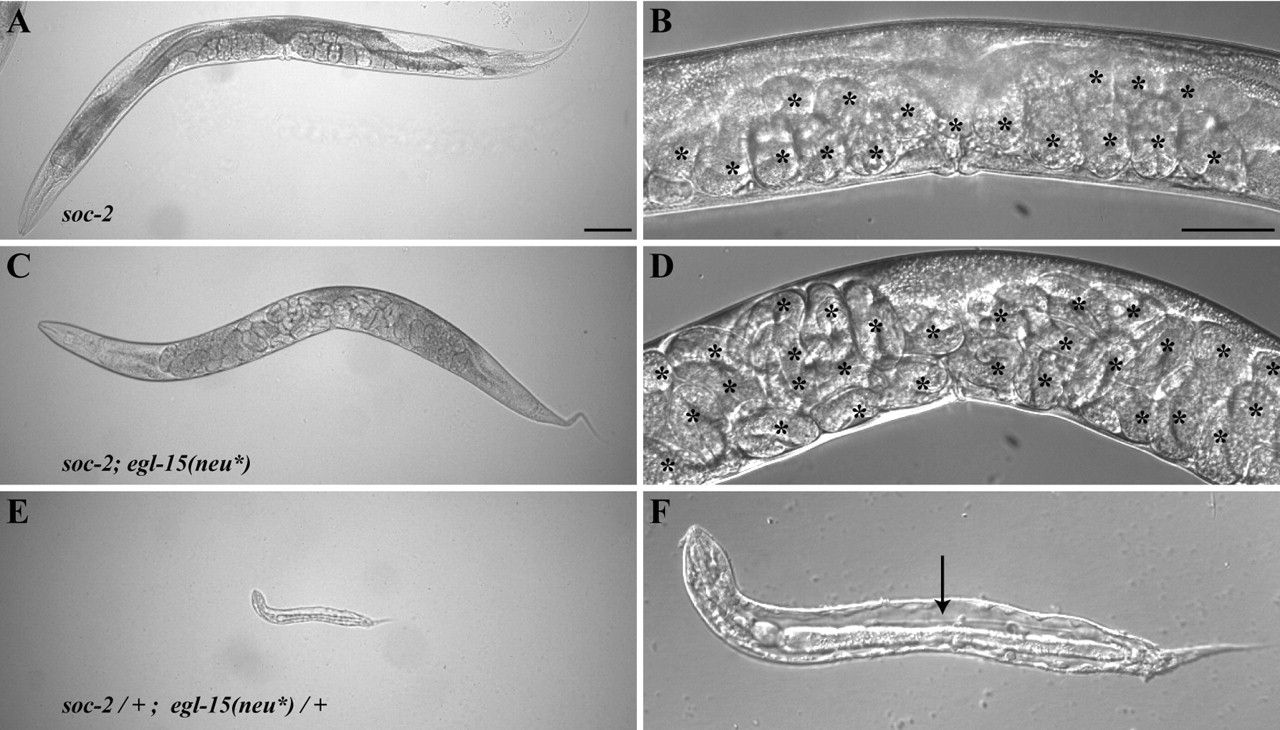 A
soc-2
B
C
soc-2; egl-15(neu*)
D
E
soc-2 / + ; egl-15(neu*) / +
F